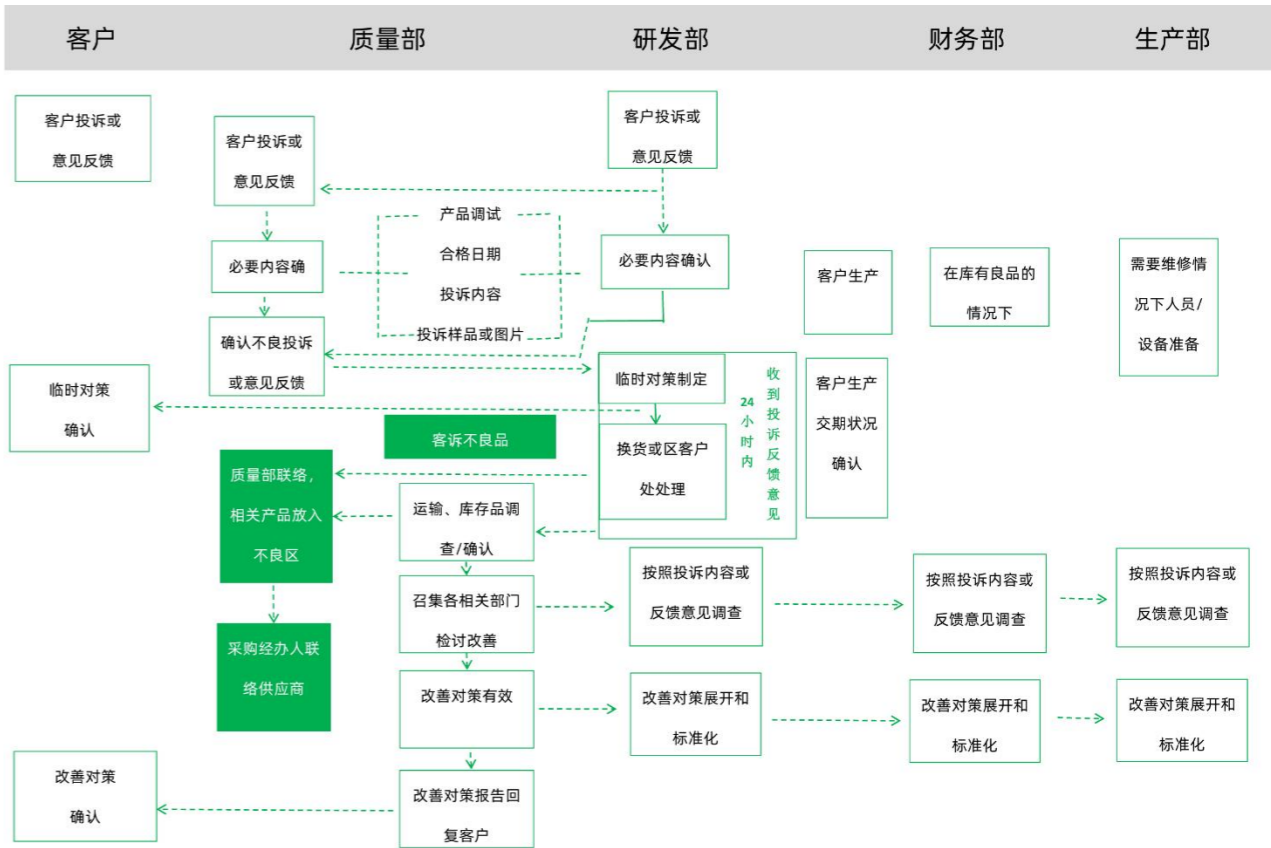 客户
质量部
研发部
财务部
生产部
客户投诉或
意见反馈
客户投诉或
意见反馈
客户投诉或
意见反馈
产品调试
合格日期
投诉内容
投诉样品或图片
必要内容确
必要内容确认
客户生产
在库有良品的
情况下
需要维修情
况下人员/
设备准备
确认不良投诉
或意见反馈
临时对策
确认
临时对策制定
换货或区客户
处处理
24
小时内
收到投诉反馈意见
客户生产
交期状况
确认
客诉不良品
质量部联络，
相关产品放入
不良区
运输、库存品调
查/确认
采购经办人联
络供应商
召集各相关部门
检讨改善
按照投诉内容或
反馈意见调查
按照投诉内容或
反馈意见调查
按照投诉内容或
反馈意见调查
改善对策有效
改善对策展开和
标准化
改善对策展开和
标准化
改善对策展开和
标准化
改善对策
确认
改善对策报告回
复客户